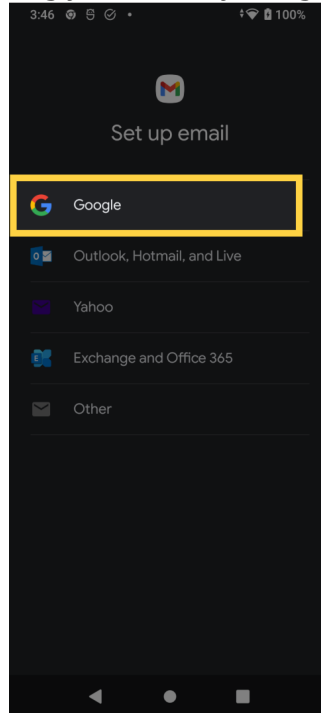 3:46 100%
Set up email
Google
Outlook, Hotmail, and Live
Yahoo
Exchange and Office 365
Other